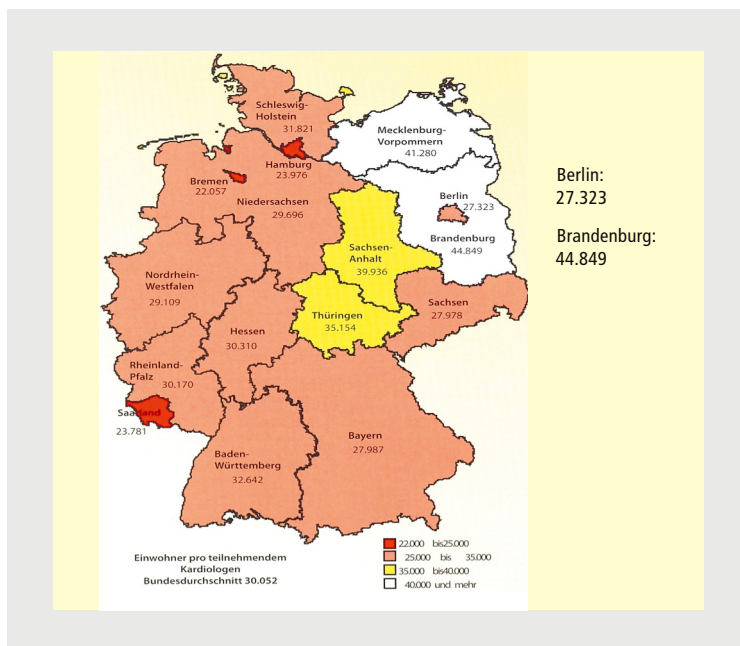 Schleswig-
Holstein
31.821
Mecklenburg-
Vorpommern
41.280
Hamburg
23.976
Bremen
22.057
Niedersachsen
29.696
Berlin
27.323
Brandenburg
44.849
Sachsen-
Anhalt
39.936
Nordrhein-
Westfalen
29.109
Hessen
30.310
Thüringen
35.154
Sachsen
27.978
Rheinland-
Pfalz
30.170
Saarland
23.781
Bayern
27.987
Baden-
Württemberg
32.642
Einwohner pro teilnehmendem
Kardiologen
Bundesdurchschnitt 30.052
22.000 bis25.000
25.000 bis 35.000
35.000 bis40.000
40.000 und mehr
Berlin:
27.323
Brandenburg:
44.849